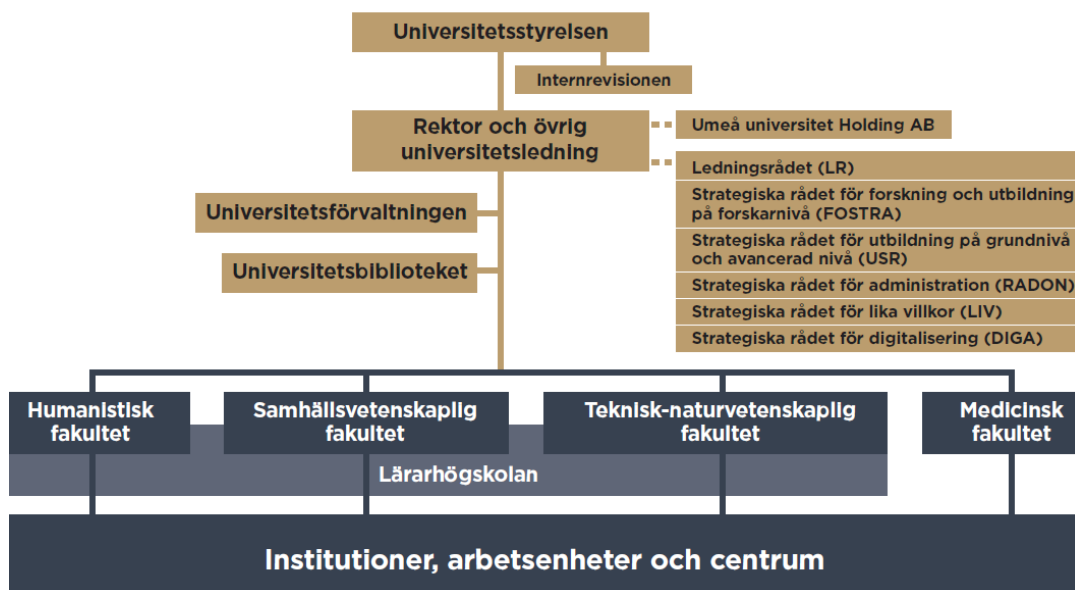 Universitetsstyrelsen
Internrevisionen
Rektor och övrig
universitetsledning
Umeå universitet Holding AB
Ledningsrådet (LR)
Strategiska rådet för forskning och utbildning
på forskarnivå (FOSTRA)
Strategiska rådet för utbildning på grundnivå
och avancerad nivå (USR)
Strategiska rådet för administration (RADON)
Strategiska rådet för lika villkor (LIV)
Strategiska rådet för digitalisering (DIGA)
Universitetsförvaltningen
Universitetsbiblioteket
Humanistisk
fakultet
Samhällsvetenskaplig
fakultet
Teknisk-naturvetenskaplig
fakultet
Medicinsk
fakultet
Lärarhögskolan
Institutioner, arbetsenheter och centrum